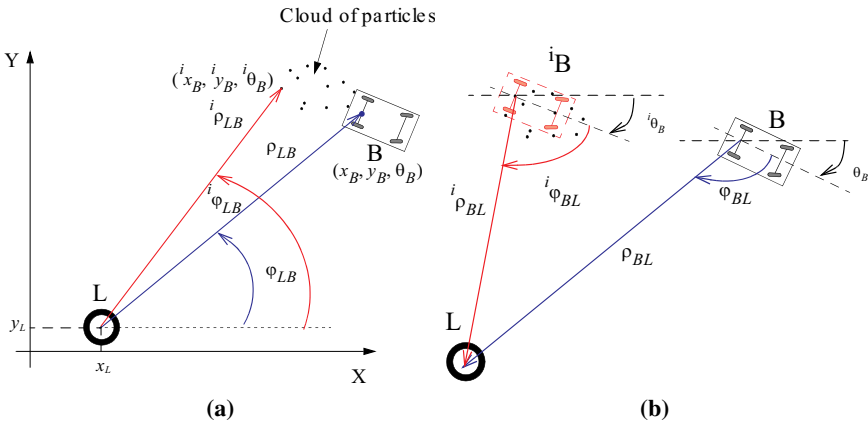 Cloud of particles
Y
(ⁱx_B, ⁱy_B, ⁱθ_B)
ⁱρ_LB
ρ_LB
B
(x_B, y_B, θ_B)
ⁱφ_LB
φ_LB
L
y_L
x_L
X
(a)
ⁱB
ⁱθ_B
B
θ_B
ⁱφ_BL
φ_BL
ⁱρ_BL
ρ_BL
L
(b)